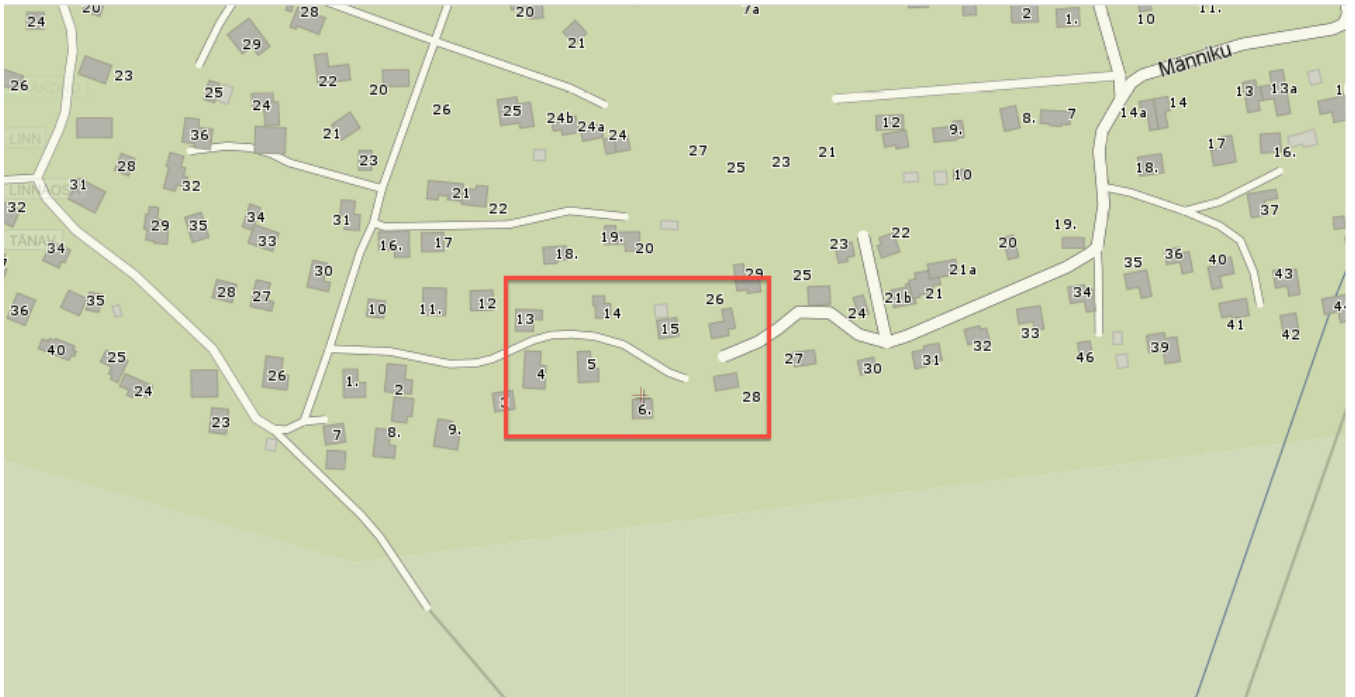 24 20 28 20 7a 2 1. 10 11.
29 21 Männiku
26 23 25 22 20 24 26 25 24b 24a 24 12 9. 8. 7 14a 14 13 13a
LINN 36 21 27 25 23 21 17
28 23 10 18. 16.
LINNAOSA 31 32 21 22
32 29 35 34 33 31 16. 17 18. 19. 20 23 22 20 19. 37
TÄNAV 34 30 29 25 21a 35 36 40 43
36 35 28 27 10 11. 12 13 14 15 26 24 21b 21 33 34 41 42
40 25 24 26 1. 2 3 4 5 6. 28 27 30 31 32 46 39
23 7 8. 9.